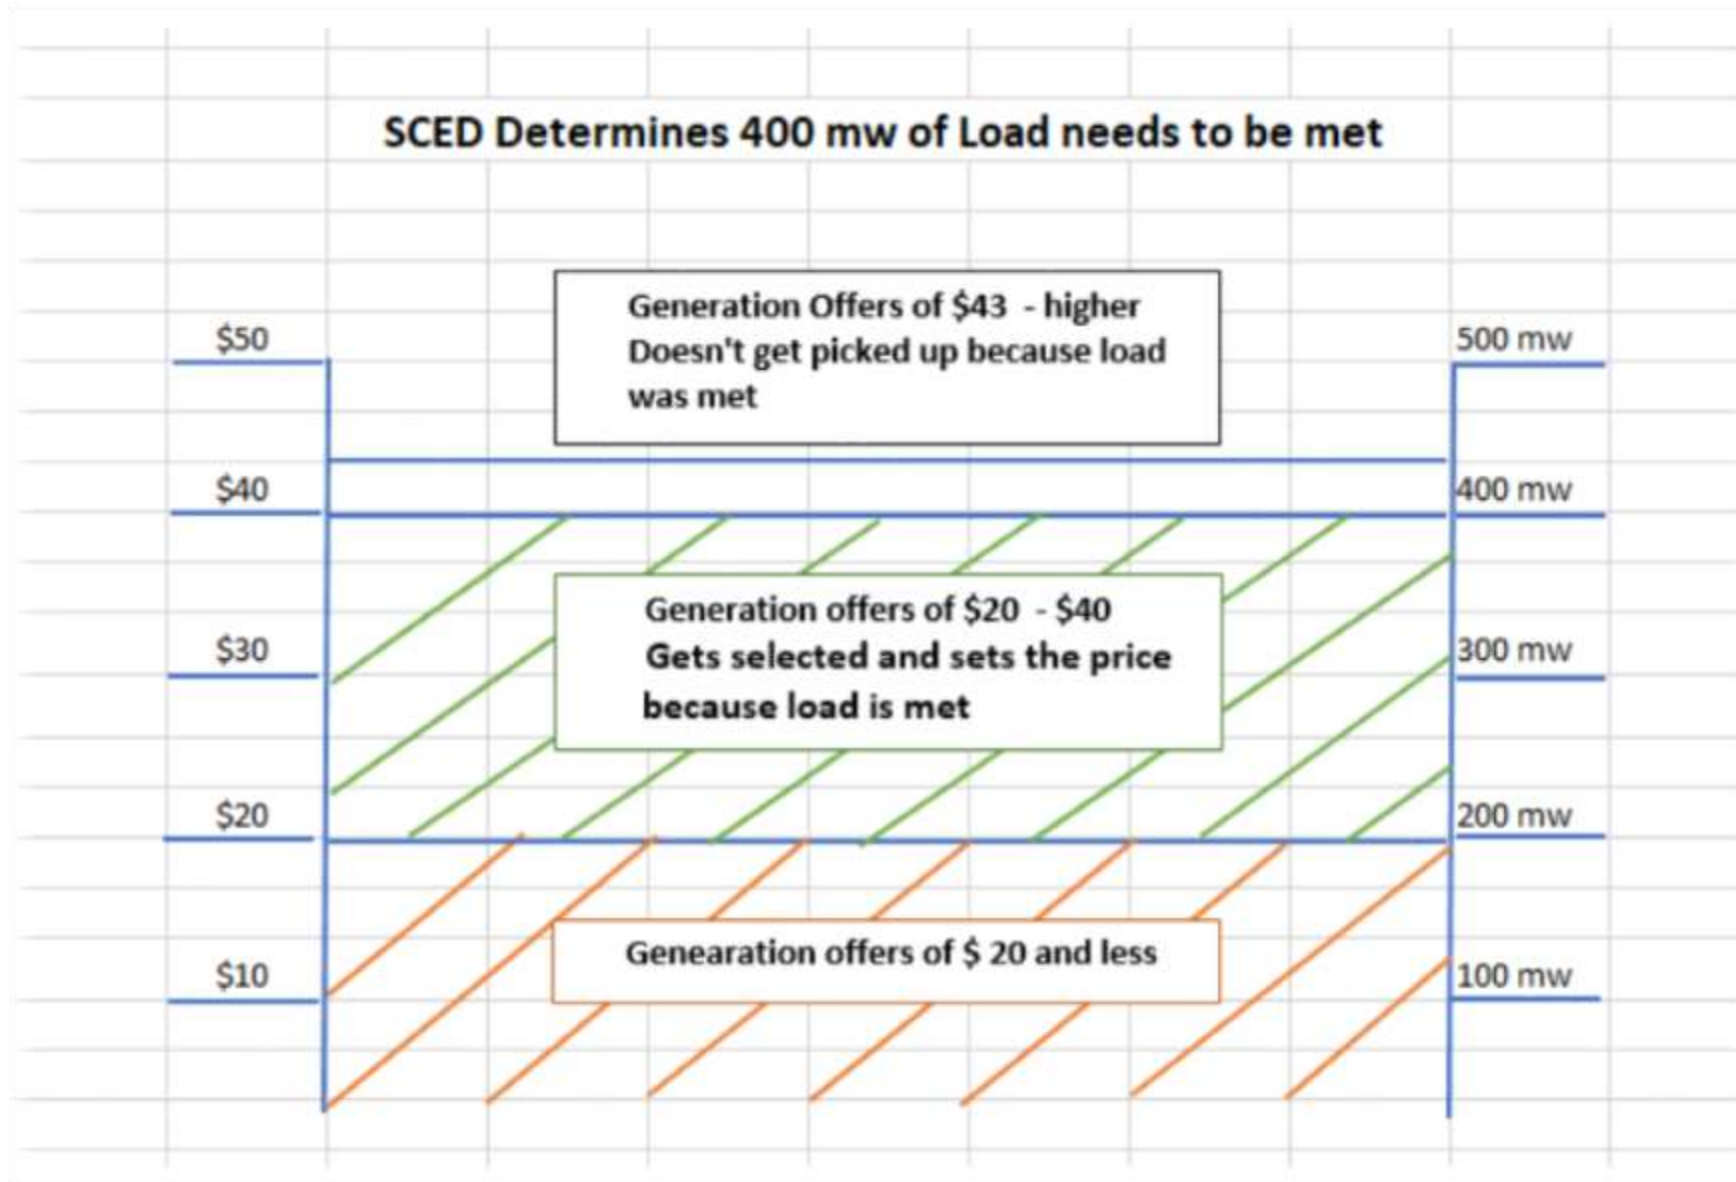 SCED Determines 400 mw of Load needs to be met
Generation Offers of $43 - higher
Doesn't get picked up because load
was met
$50
500 mw
$40
400 mw
Generation offers of $20 - $40
Gets selected and sets the price
because load is met
$30
300 mw
$20
200 mw
Genearation offers of $ 20 and less
$10
100 mw